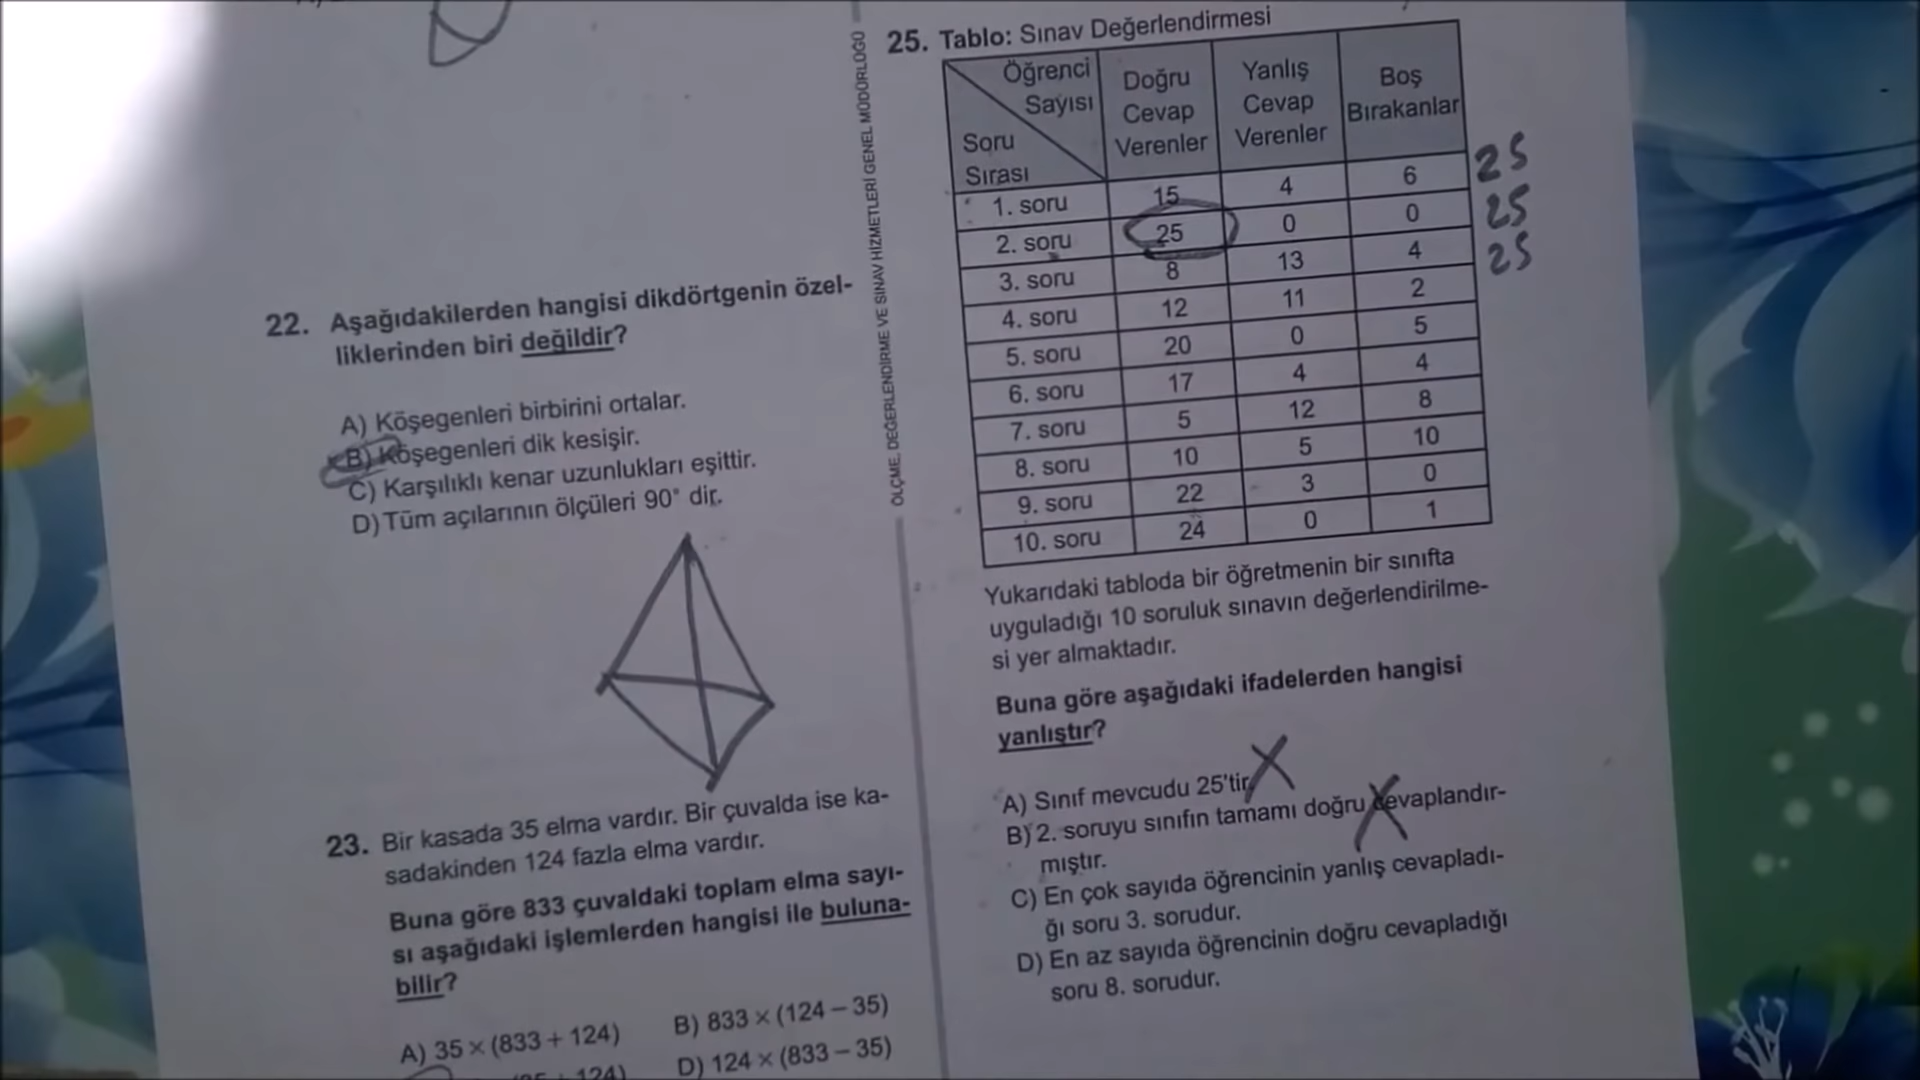 22. Aşağıdakilerden hangisi dikdörtgenin özel-
liklerinden biri değildir?
A) Köşegenleri birbirini ortalar.
B) Köşegenleri dik kesişir.
C) Karşılıklı kenar uzunlukları eşittir.
D) Tüm açılarının ölçüleri 90° dir.
23. Bir kasada 35 elma vardır. Bir çuvalda ise ka-
sadakinden 124 fazla elma vardır.
Buna göre 833 çuvaldaki toplam elma sayı-
sı aşağıdaki işlemlerden hangisi ile buluna-
bilir?
A) 35 × (833 + 124)
B) 833 × (124 – 35)
D) 124 × (833 – 35)
ÖLÇME, DEĞERLENDİRME VE SINAV HİZMETLERİ GENEL MÜDÜRLÜĞÜ
25. Tablo: Sınav Değerlendirmesi
Öğrenci Sayısı
Soru Sırası
Doğru Cevap Verenler
Yanlış Cevap Verenler
Boş Bırakanlar
1. soru 15 4 6 25
2. soru 25 0 0 25
3. soru 8 13 4 25
4. soru 12 11 2
5. soru 20 0 5
6. soru 17 4 4
7. soru 5 12 8
8. soru 10 5 10
9. soru 22 3 0
10. soru 24 0 1
Yukarıdaki tabloda bir öğretmenin bir sınıfta
uyguladığı 10 soruluk sınavın değerlendirilme-
si yer almaktadır.
Buna göre aşağıdaki ifadelerden hangisi
yanlıştır?
A) Sınıf mevcudu 25'tir.
B) 2. soruyu sınıfın tamamı doğru cevaplandır-
mıştır.
C) En çok sayıda öğrencinin yanlış cevapladı-
ğı soru 3. sorudur.
D) En az sayıda öğrencinin doğru cevapladığı
soru 8. sorudur.